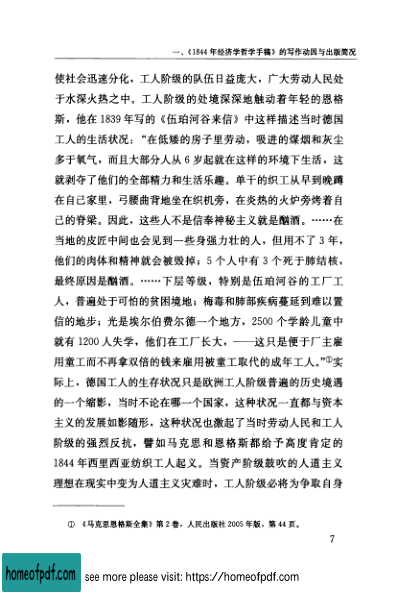 一、《1844 年经济学哲学手稿》的写作动因与出版简况
使社会迅速分化，工人阶级的队伍日益庞大，广大劳动人民处
于水深火热之中。工人阶级的处境深深地触动着年轻的恩格
斯，他在 1839 年写的《伍珀河谷来信》中这样描述当时德国
工人的生活状况：“在低矮的房子里劳动，吸进的煤烟和灰尘
多于氧气，而且大部分人从 6 岁起就在这样的环境下生活，这
就剥夺了他们的全部精力和生活乐趣。单干的织工从早到晚蹲
在自己家里，弓腰曲背地坐在织机旁，在炎热的火炉旁烤着自
己的脊梁。因此，这些人不是信奉神秘主义就是酗酒。……在
当地的皮匠中间也会见到一些身强力壮的人，但用不了 3 年，
他们的肉体和精神就会被毁掉；5 个人中有 3 个死于肺结核，
最终原因是酗酒。……下层等级，特别是伍珀河谷的工厂工
人，普遍处于可怕的贫困境地；梅毒和肺部疾病蔓延到难以置
信的地步；光是埃尔伯费尔德一个地方，2500 个学龄儿童中
就有 1200 人失学，他们在工厂长大，——这只是便于厂主雇
用童工而不再拿双倍的钱来雇用被童工取代的成年工人。”①实
际上，德国工人的生存状况只是欧洲工人阶级普遍的历史境遇
的一个缩影，当时不论在哪一个国家，这种状况一直都与资本
主义的发展如影随形，这种状况也激起了当时劳动人民和工人
阶级的强烈反抗，譬如马克思和恩格斯都给予高度肯定的
1844 年西里西亚纺织工人起义。当资产阶级鼓吹的人道主义
理想在现实中变为人道主义灾难时，工人阶级必将为争取自身
① 《马克思恩格斯全集》第 2 卷，人民出版社 2005 年版，第 44 页。
7
homeofpdf.com
see more please visit: https://homeofpdf.com